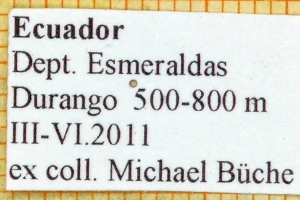 Ecuador
Dept. Esmeraldas
Durango 500-800 m
III-VI.2011
ex coll. Michael Büche